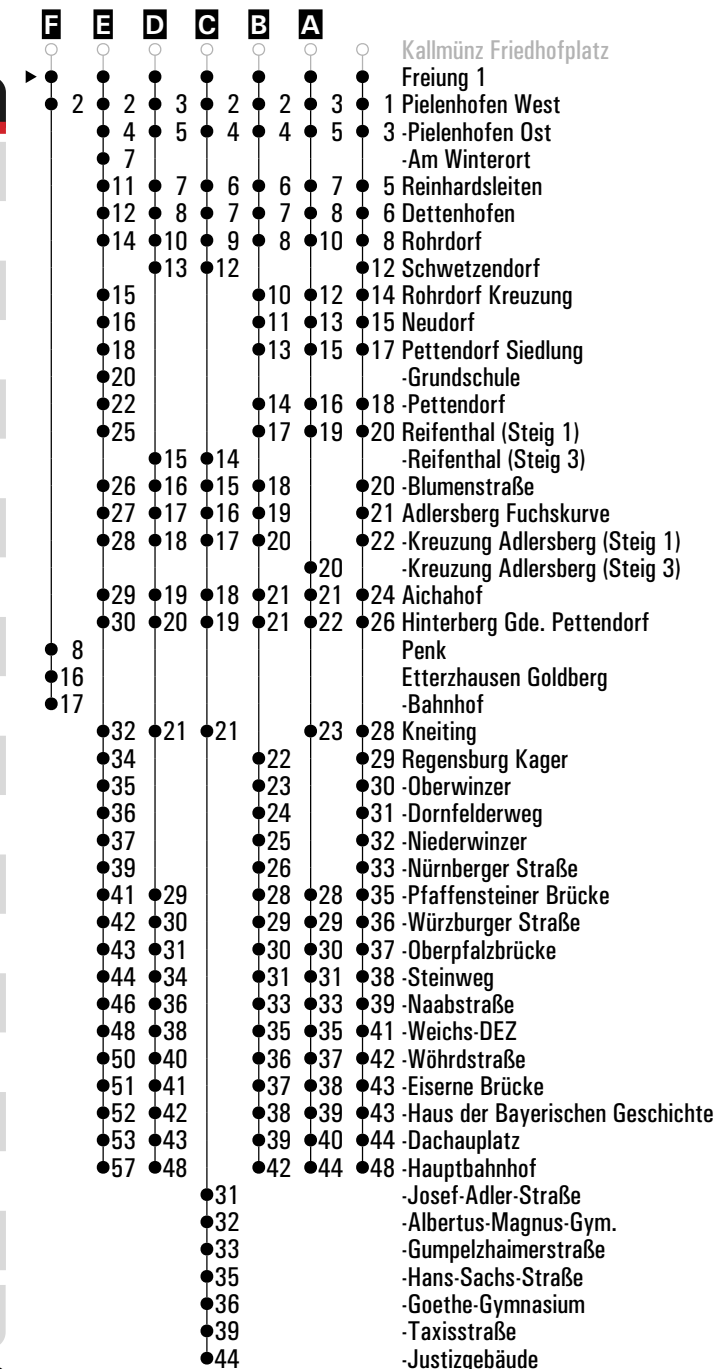 F E D C B A
Kallmünz Friedhofplatz
Freiung 1
2 2 3 2 2 3 1 Pielenhofen West
4 5 4 4 5 3 -Pielenhofen Ost
7 -Am Winterort
11 7 6 6 7 5 Reinhardsleiten
12 8 7 7 8 6 Dettenhofen
14 10 9 8 10 8 Rohrdorf
13 12 12 Schwetzendorf
15 10 12 14 Rohrdorf Kreuzung
16 11 13 15 Neudorf
18 13 15 17 Pettendorf Siedlung
20 -Grundschule
22 14 16 18 -Pettendorf
25 17 19 20 Reifenthal (Steig 1)
15 14 -Reifenthal (Steig 3)
26 16 15 18 20 -Blumenstraße
27 17 16 19 21 Adlersberg Fuchskurve
28 18 17 20 22 -Kreuzung Adlersberg (Steig 1)
20 -Kreuzung Adlersberg (Steig 3)
29 19 18 21 21 24 Aichahof
30 20 19 21 22 26 Hinterberg Gde. Pettendorf
8 Penk
16 Etterzhausen Goldberg
17 -Bahnhof
32 21 21 23 28 Kneiting
34 22 29 Regensburg Kager
35 23 30 -Oberwinzer
36 24 31 -Dornfelderweg
37 25 32 -Niederwinzer
39 26 33 -Nürnberger Straße
41 29 28 28 35 -Pfaffensteiner Brücke
42 30 29 29 36 -Würzburger Straße
43 31 30 30 37 -Oberpfalzbrücke
44 34 31 31 38 -Steinweg
46 36 33 33 39 -Naabstraße
48 38 35 35 41 -Weichs-DEZ
50 40 36 37 42 -Wöhrdstraße
51 41 37 38 43 -Eiserne Brücke
52 42 38 39 43 -Haus der Bayerischen Geschichte
53 43 39 40 44 -Dachauplatz
57 48 42 44 48 -Hauptbahnhof
31 -Josef-Adler-Straße
32 -Albertus-Magnus-Gym.
33 -Gumpelzhaimerstraße
35 -Hans-Sachs-Straße
36 -Goethe-Gymnasium
39 -Taxisstraße
44 -Justizgebäude